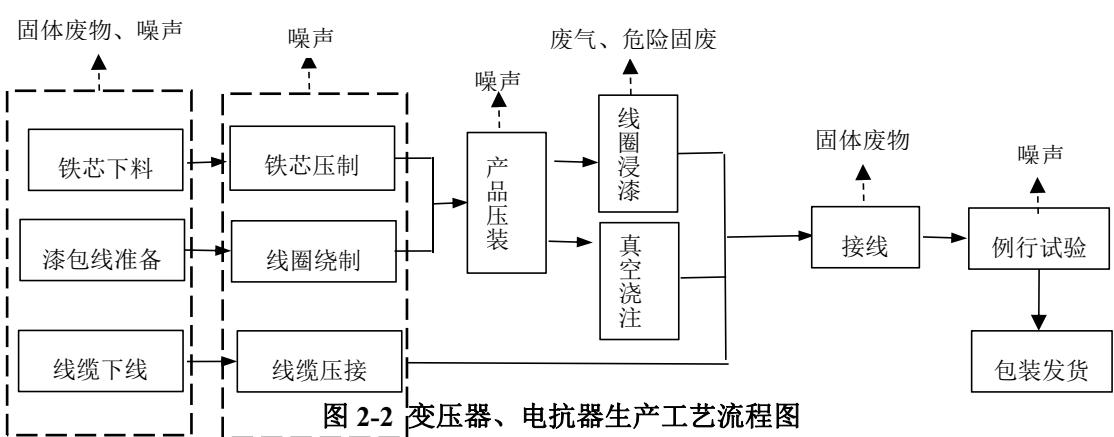 固体废物、噪声
噪声
废气、危险固废
噪声
固体废物
噪声
铁芯下料
铁芯压制
产品压装
线圈浸漆
漆包线准备
线圈绕制
真空浇注
接线
例行试验
线缆下线
线缆压接
包装发货
图 2-2 变压器、电抗器生产工艺流程图